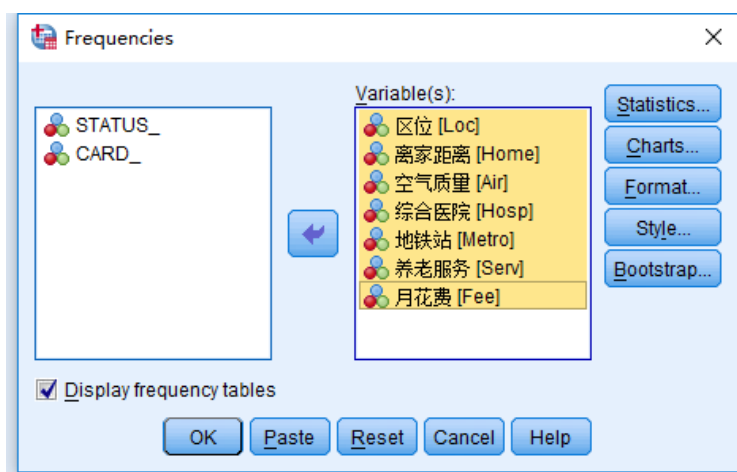 Frequencies
STATUS_
CARD_
Variable(s):
区位 [Loc]
离家距离 [Home]
空气质量 [Air]
综合医院 [Hosp]
地铁站 [Metro]
养老服务 [Serv]
月花费 [Fee]
Statistics...
Charts...
Format...
Style...
Bootstrap...
Display frequency tables
OK Paste Reset Cancel Help